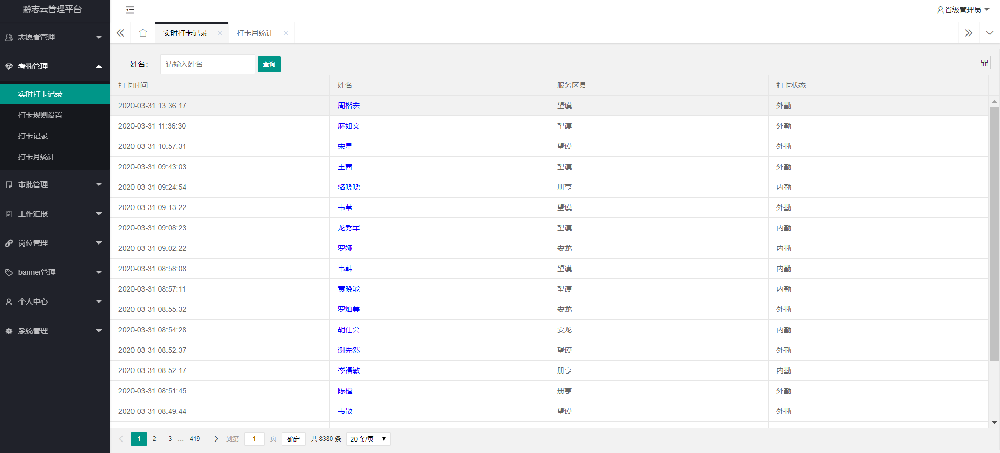 黔志云管理平台
省级管理员
志愿者管理
考勤管理
实时打卡记录
打卡规则设置
打卡记录
打卡月统计
审批管理
工作汇报
岗位管理
banner管理
个人中心
系统管理
实时打卡记录 × 打卡月统计 ×
姓名： 请输入姓名 查询
打卡时间 姓名 服务区县 打卡状态
2020-03-31 13:36:17 周楷宏 望谟 外勤
2020-03-31 11:36:30 麻如文 望谟 外勤
2020-03-31 10:57:31 宋星 望谟 外勤
2020-03-31 09:43:03 王茜 望谟 外勤
2020-03-31 09:24:54 骆晓晓 册亨 内勤
2020-03-31 09:13:22 韦苇 望谟 外勤
2020-03-31 09:08:23 龙秀军 望谟 内勤
2020-03-31 09:02:22 罗娅 安龙 内勤
2020-03-31 08:58:08 韦韩 望谟 内勤
2020-03-31 08:57:11 黄晓能 望谟 内勤
2020-03-31 08:55:32 罗灿美 安龙 外勤
2020-03-31 08:54:28 胡仕会 安龙 内勤
2020-03-31 08:52:37 谢先然 望谟 外勤
2020-03-31 08:52:17 岑福敏 册亨 内勤
2020-03-31 08:51:45 陈樘 册亨 外勤
2020-03-31 08:49:44 韦散 望谟 外勤
1 2 3 … 419 到第 1 页 确定 共 8380 条 20 条/页